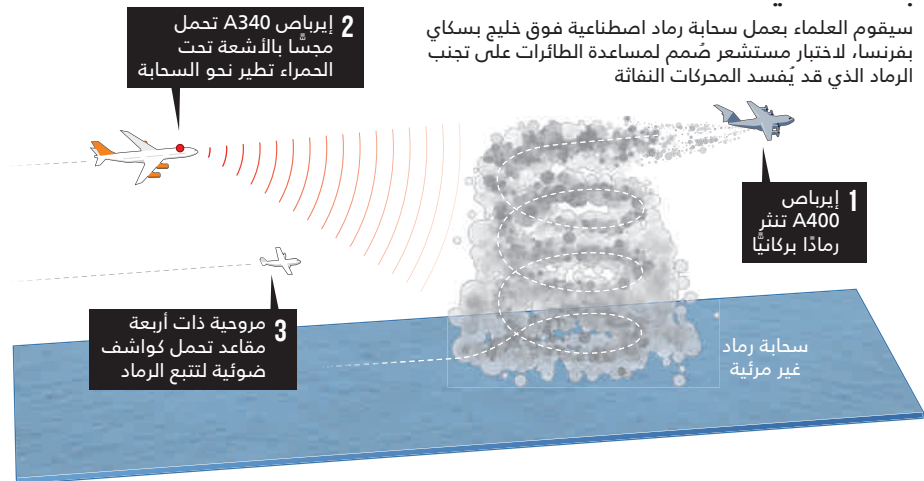 سيقوم العلماء بعمل سحابة رماد اصطناعية فوق خليج بسكاي
بفرنسا، لاختبار مستشعر صُمم لمساعدة الطائرات على تجنب
الرماد الذي قد يُفسد المحركات النفاثة
1 إيرباص
A400 تنثر
رمادًا بركانيًّا
2 إيرباص A340 تحمل
مجسًّا بالأشعة تحت
الحمراء تطير نحو السحابة
3 مروحية ذات أربعة
مقاعد تحمل كواشف
ضوئية لتتبع الرماد
سحابة رماد
غير مرئية